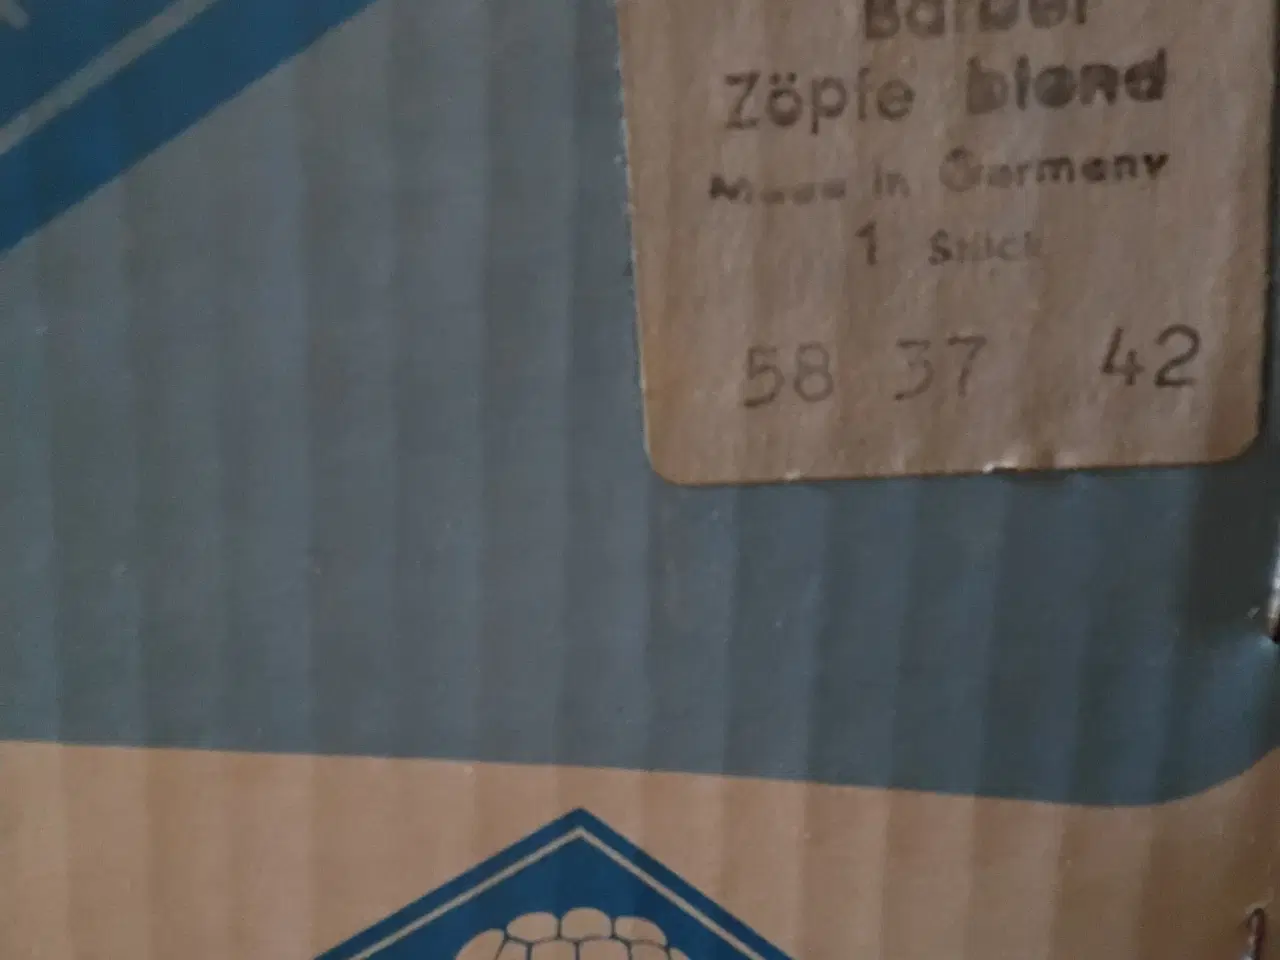 Bärbel
Zöpfe blond
Made in Germany
1 Stück
58 37 42